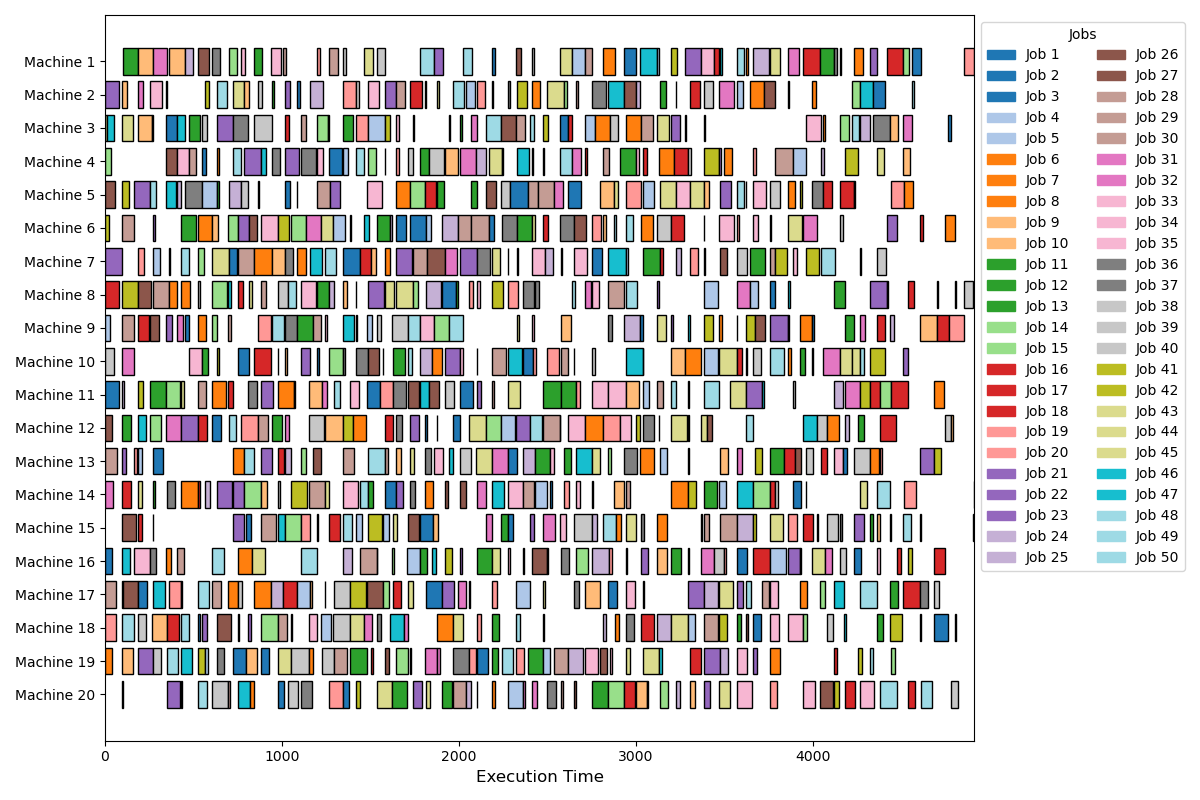 Machine 1
Machine 2
Machine 3
Machine 4
Machine 5
Machine 6
Machine 7
Machine 8
Machine 9
Machine 10
Machine 11
Machine 12
Machine 13
Machine 14
Machine 15
Machine 16
Machine 17
Machine 18
Machine 19
Machine 20
0 1000 2000 3000 4000
Execution Time
Jobs
Job 1
Job 2
Job 3
Job 4
Job 5
Job 6
Job 7
Job 8
Job 9
Job 10
Job 11
Job 12
Job 13
Job 14
Job 15
Job 16
Job 17
Job 18
Job 19
Job 20
Job 21
Job 22
Job 23
Job 24
Job 25
Job 26
Job 27
Job 28
Job 29
Job 30
Job 31
Job 32
Job 33
Job 34
Job 35
Job 36
Job 37
Job 38
Job 39
Job 40
Job 41
Job 42
Job 43
Job 44
Job 45
Job 46
Job 47
Job 48
Job 49
Job 50